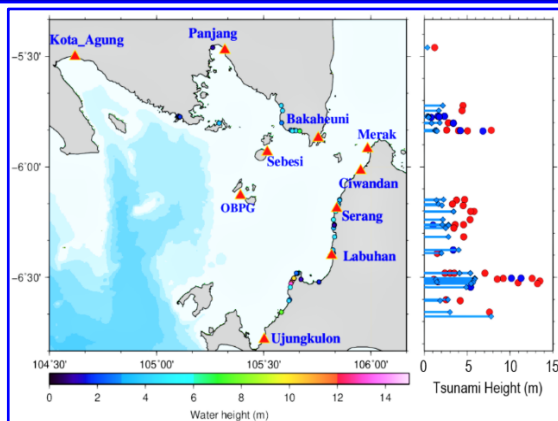 Kota_Agung
Panjang
Bakaheuni
Merak
Sebesi
Ciwandan
OBPG
Serang
Labuhan
Ujungkulon
-5°30'
-6°00'
-6°30'
104°30'
105°00'
105°30'
106°00'
0 2 4 6 8 10 12 14
Water height (m)
0 5 10 15
Tsunami Height (m)